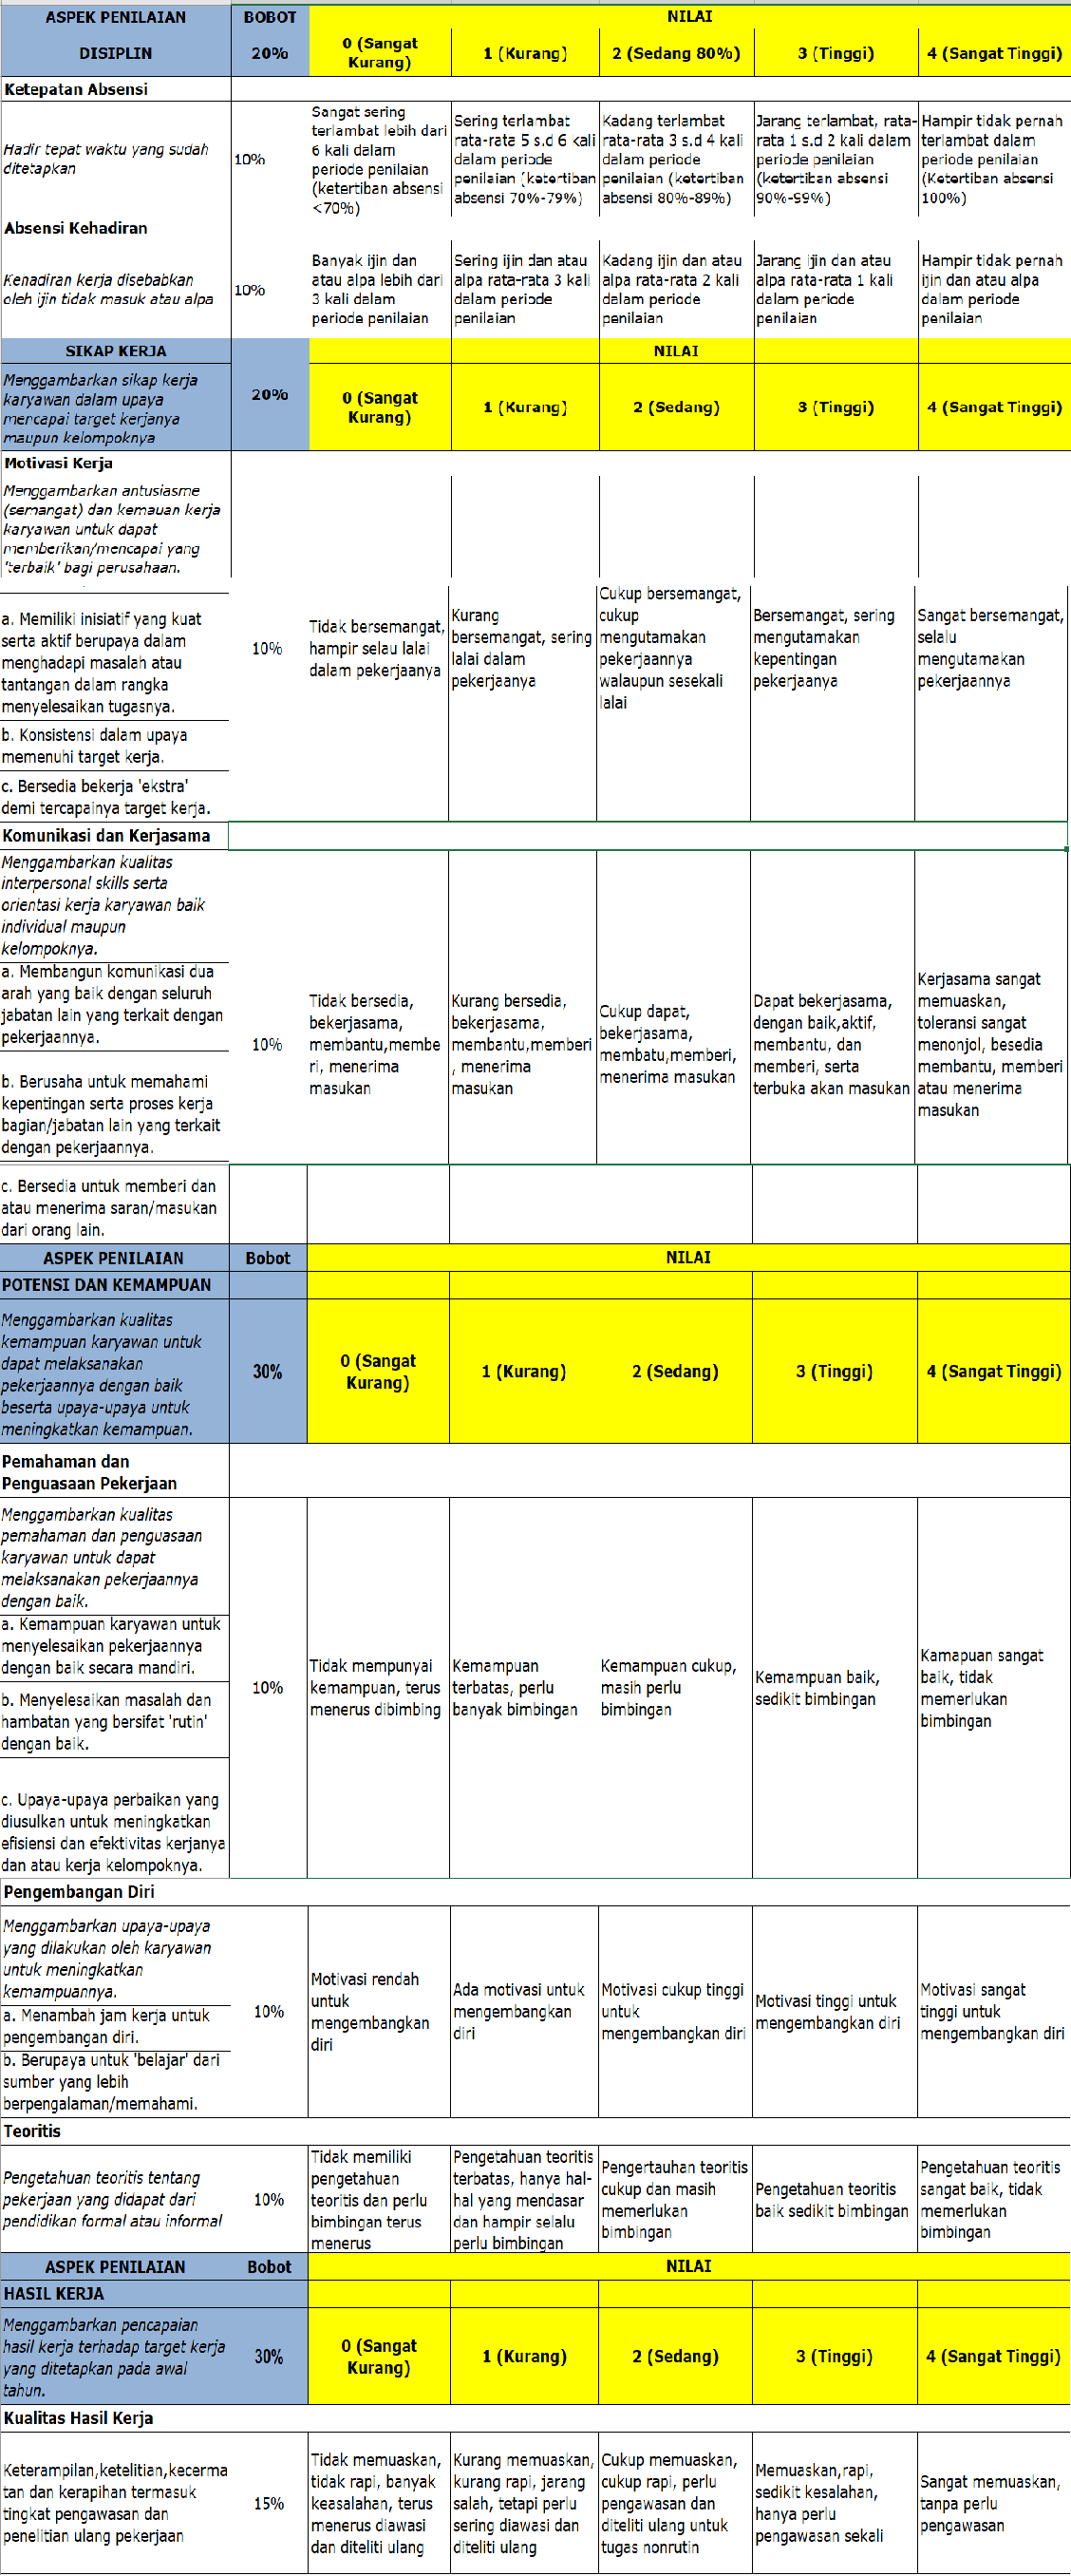 ASPEK PENILAIAN BOBOT NILAI
DISIPLIN 20% 0 (Sangat Kurang) 1 (Kurang) 2 (Sedang 80%) 3 (Tinggi) 4 (Sangat Tinggi)
Ketepatan Absensi
Hadir tepat waktu yang sudah
ditetapkan
10%
Sangat sering
terlambat lebih dari
6 kali dalam
periode penilaian
(ketertiban absensi
<70%)
Sering terlambat
rata-rata 5 s.d 6 kali
dalam periode
penilaian (ketertiban
absensi 70%-79%)
Kadang terlambat
rata-rata 3 s.d 4 kali
dalam periode
penilaian (ketertiban
absensi 80%-89%)
Jarang terlambat, rata-
rata 1 s.d 2 kali dalam
periode penilaian
(ketertiban absensi
90%-99%)
Hampir tidak pernah
terlambat dalam
periode penilaian
(Ketertiban absensi
100%)
Absensi Kehadiran
Kehadiran kerja disebabkan
oleh ijin tidak masuk atau alpa
10%
Banyak ijin dan
atau alpa lebih dari
3 kali dalam
periode penilaian
Sering ijin dan atau
alpa rata-rata 3 kali
dalam periode
penilaian
Kadang ijin dan atau
alpa rata-rata 2 kali
dalam periode
penilaian
Jarang ijin dan atau
alpa rata-rata 1 kali
dalam periode
penilaian
Hampir tidak pernah
ijin dan atau alpa
dalam periode
penilaian
SIKAP KERJA NILAI
Menggambarkan sikap kerja
karyawan dalam upaya
mencapai target kerjanya
maupun kelompoknya
20% 0 (Sangat Kurang) 1 (Kurang) 2 (Sedang) 3 (Tinggi) 4 (Sangat Tinggi)
Motivasi Kerja
Menggambarkan antusiasme
(semangat) dan kemauan kerja
karyawan untuk dapat
memberikan/mencapai yang
'terbaik' bagi perusahaan.
a. Memiliki inisiatif yang kuat
serta aktif berupaya dalam
menghadapi masalah atau
tantangan dalam rangka
menyelesaikan tugasnya.
10%
Tidak bersemangat,
hampir selau lalai
dalam pekerjaanya
Kurang
bersemangat, sering
lalai dalam
pekerjaanya
Cukup bersemangat,
cukup
mengutamakan
pekerjaannya
walaupun sesekali
lalai
Bersemangat, sering
mengutamakan
kepentingan
pekerjaanya
Sangat bersemangat,
selalu
mengutamakan
pekerjaannya
b. Konsistensi dalam upaya
memenuhi target kerja.
c. Bersedia bekerja 'ekstra'
demi tercapainya target kerja.
Komunikasi dan Kerjasama
Menggambarkan kualitas
interpersonal skills serta
orientasi kerja karyawan baik
individual maupun
kelompoknya.
a. Membangun komunikasi dua
arah yang baik dengan seluruh
jabatan lain yang terkait dengan
pekerjaannya.
b. Berusaha untuk memahami
kepentingan serta proses kerja
bagian/jabatan lain yang terkait
dengan pekerjaannya.
10%
Tidak bersedia,
bekerjasama,
membantu,membe
ri, menerima
masukan
Kurang bersedia,
bekerjasama,
membantu,memberi
, menerima
masukan
Cukup dapat,
bekerjasama,
membatu,memberi,
menerima masukan
Dapat bekerjasama,
dengan baik,aktif,
membantu, dan
memberi, serta
terbuka akan masukan
Kerjasama sangat
memuaskan,
toleransi sangat
menonjol, besedia
membantu, memberi
atau menerima
masukan
c. Bersedia untuk memberi dan
atau menerima saran/masukan
dari orang lain.
ASPEK PENILAIAN Bobot NILAI
POTENSI DAN KEMAMPUAN
Menggambarkan kualitas
kemampuan karyawan untuk
dapat melaksanakan
pekerjaannya dengan baik
beserta upaya-upaya untuk
meningkatkan kemampuan.
30% 0 (Sangat Kurang) 1 (Kurang) 2 (Sedang) 3 (Tinggi) 4 (Sangat Tinggi)
Pemahaman dan
Penguasaan Pekerjaan
Menggambarkan kualitas
pemahaman dan penguasaan
karyawan untuk dapat
melaksanakan pekerjaannya
dengan baik.
a. Kemampuan karyawan untuk
menyelesaikan pekerjaannya
dengan baik secara mandiri.
b. Menyelesaikan masalah dan
hambatan yang bersifat 'rutin'
dengan baik.
c. Upaya-upaya perbaikan yang
diusulkan untuk meningkatkan
efisiensi dan efektivitas kerjanya
dan atau kerja kelompoknya.
10%
Tidak mempunyai
kemampuan, terus
menerus dibimbing
Kemampuan
terbatas, perlu
banyak bimbingan
Kemampuan cukup,
masih perlu
bimbingan
Kemampuan baik,
sedikit bimbingan
Kamapuan sangat
baik, tidak
memerlukan
bimbingan
Pengembangan Diri
Menggambarkan upaya-upaya
yang dilakukan oleh karyawan
untuk meningkatkan
kemampuannya.
a. Menambah jam kerja untuk
pengembangan diri.
b. Berupaya untuk 'belajar' dari
sumber yang lebih
berpengalaman/memahami.
10%
Motivasi rendah
untuk
mengembangkan
diri
Ada motivasi untuk
mengembangkan
diri
Motivasi cukup tinggi
untuk
mengembangkan diri
Motivasi tinggi untuk
mengembangkan diri
Motivasi sangat
tinggi untuk
mengembangkan diri
Teoritis
Pengetahuan teoritis tentang
pekerjaan yang didapat dari
pendidikan formal atau informal
10%
Tidak memiliki
pengetahuan
teoritis dan perlu
bimbingan terus
menerus
Pengetahuan teoritis
terbatas, hanya hal-
hal yang mendasar
dan hampir selalu
perlu bimbingan
Pengertauhan teoritis
cukup dan masih
memerlukan
bimbingan
Pengetahuan teoritis
baik sedikit bimbingan
Pengetahuan teoritis
sangat baik, tidak
memerlukan
bimbingan
ASPEK PENILAIAN Bobot NILAI
HASIL KERJA
Menggambarkan pencapaian
hasil kerja terhadap target kerja
yang ditetapkan pada awal
tahun.
30% 0 (Sangat Kurang) 1 (Kurang) 2 (Sedang) 3 (Tinggi) 4 (Sangat Tinggi)
Kualitas Hasil Kerja
Keterampilan,ketelitian,kecerma
tan dan kerapihan termasuk
tingkat pengawasan dan
penelitian ulang pekerjaan
15%
Tidak memuaskan,
tidak rapi, banyak
keasalahan, terus
menerus diawasi
dan diteliti ulang
Kurang memuaskan,
kurang rapi, jarang
salah, tetapi perlu
sering diawasi dan
diteliti ulang
Cukup memuaskan,
cukup rapi, perlu
pengawasan dan
diteliti ulang untuk
tugas nonrutin
Memuaskan,rapi,
sedikit kesalahan,
hanya perlu
pengawasan sekali
Sangat memuaskan,
tanpa perlu
pengawasan